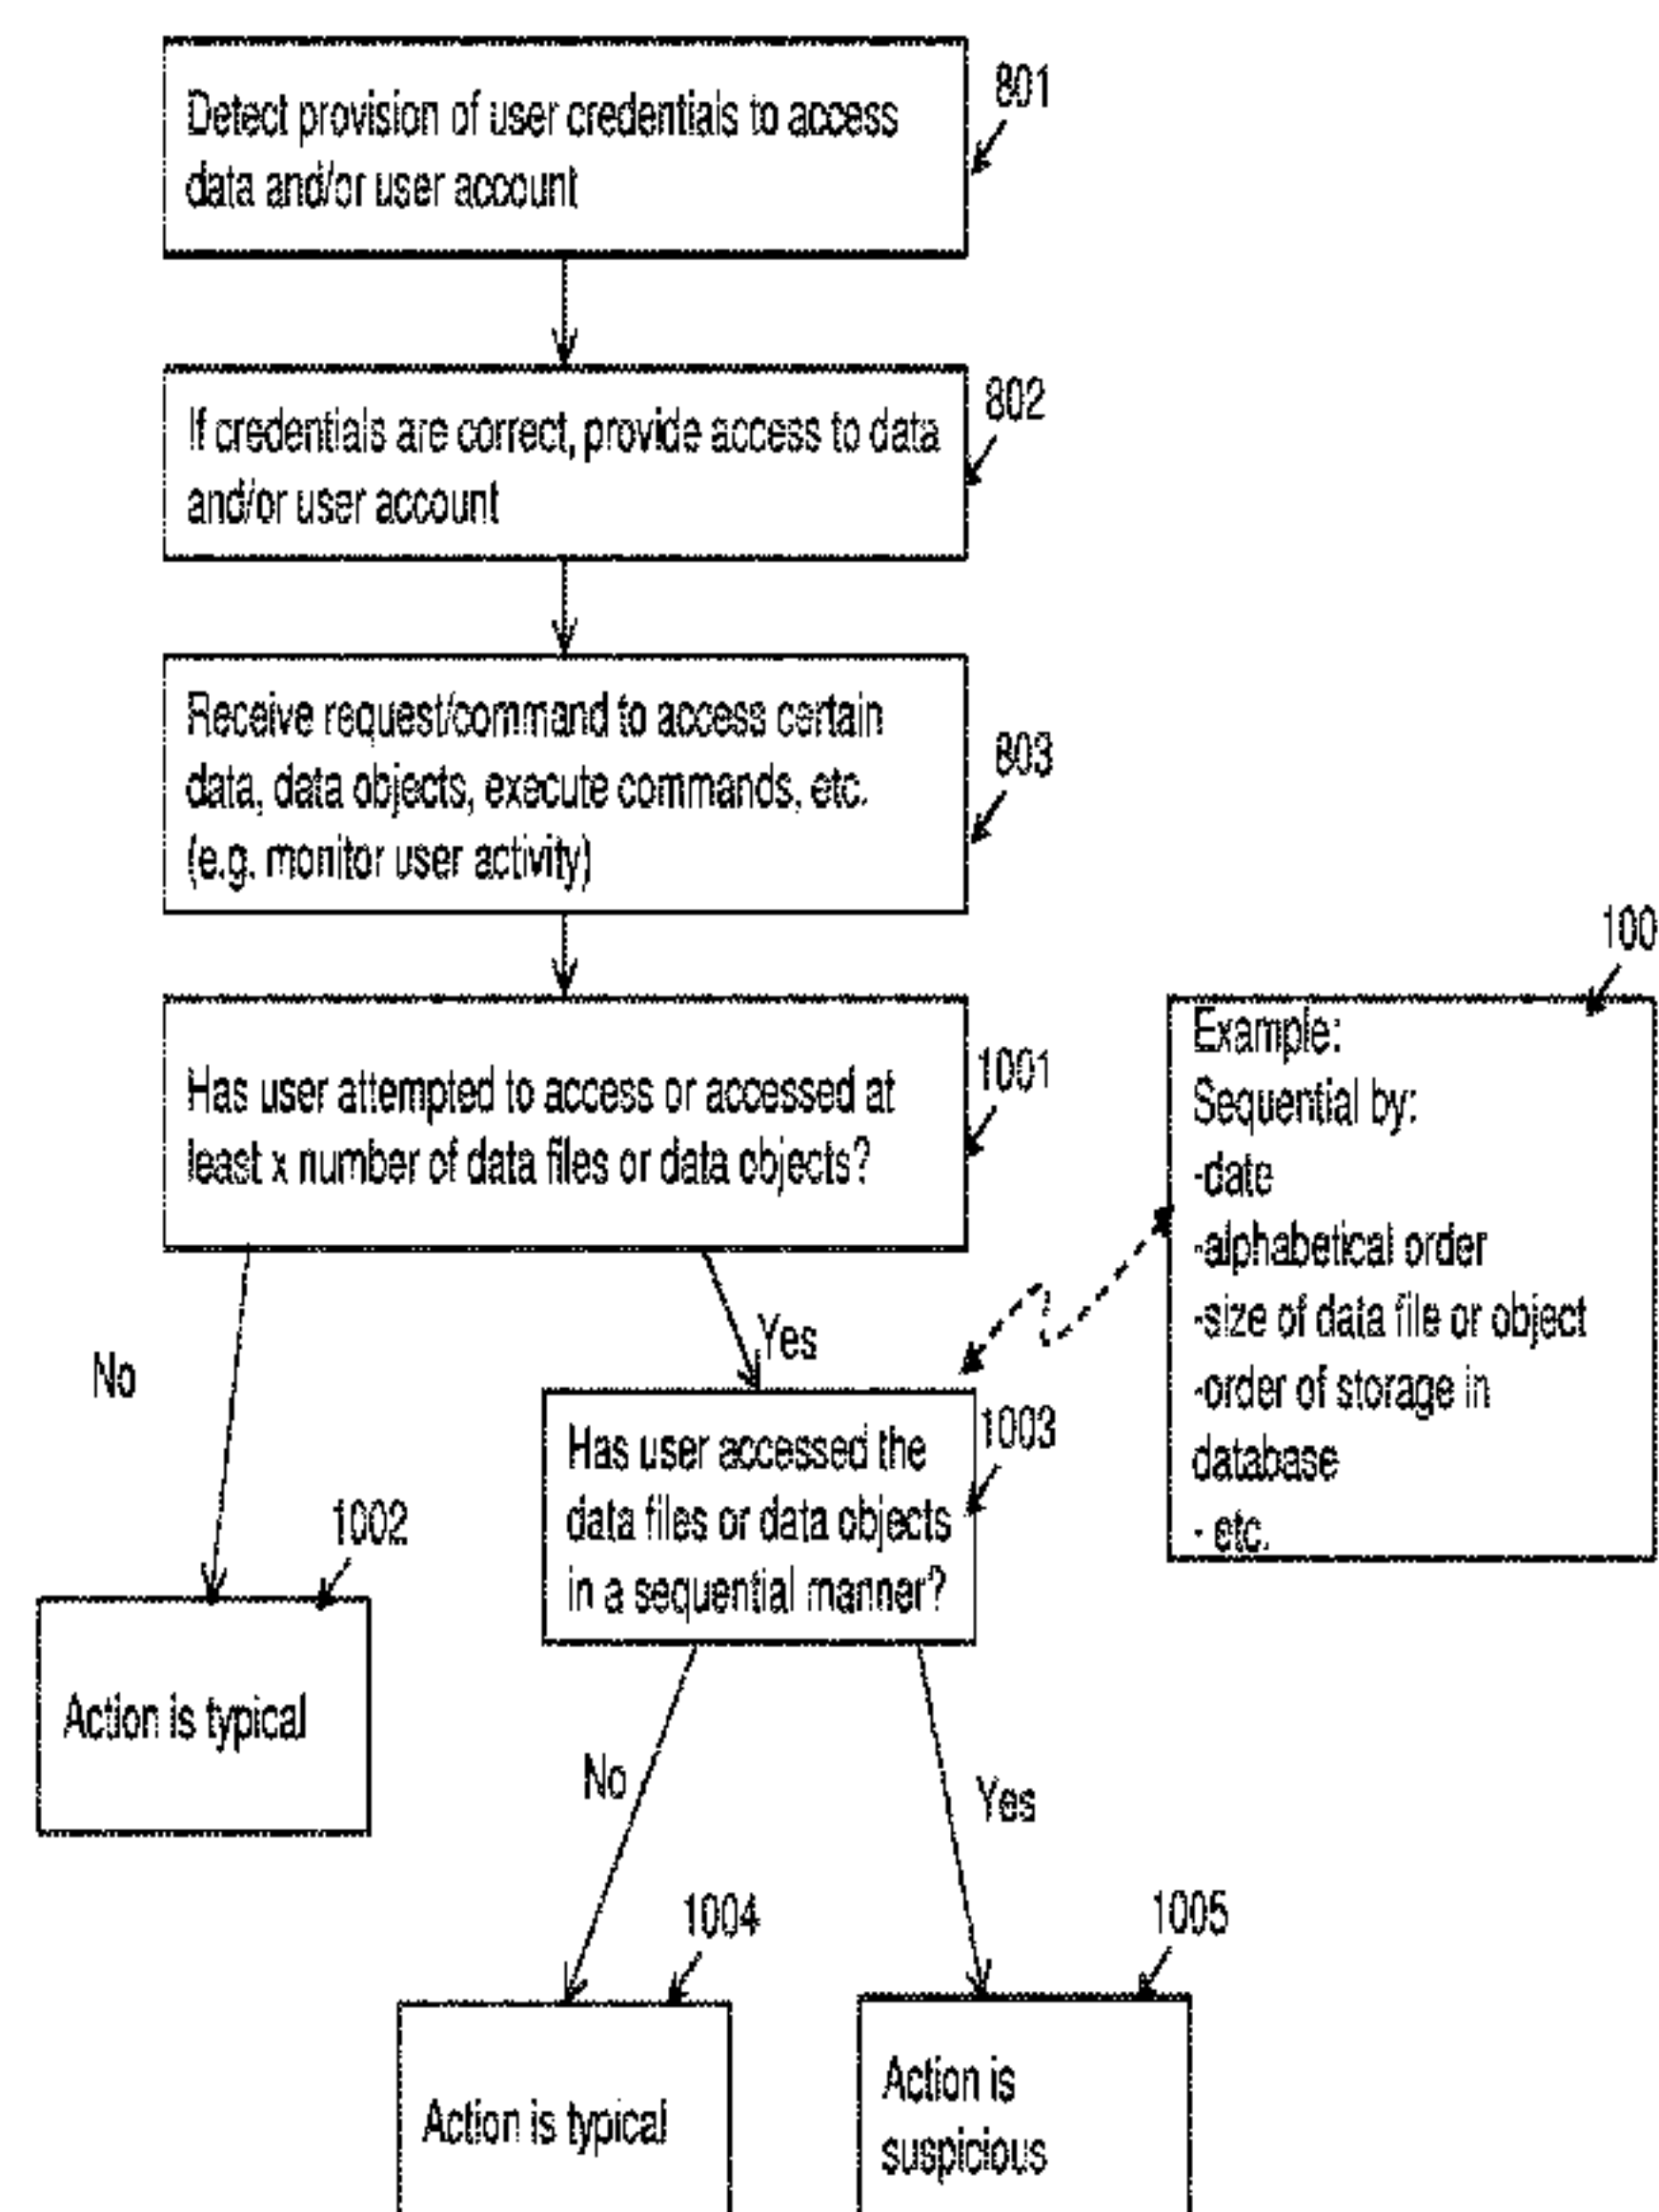 801
Detect provision of user credentials to access
data and/or user account
802
If credentials are correct, provide access to data
and/or user account
803
Receive request/command to access certain
data, data objects, execute commands, etc.
(e.g. monitor user activity)
100
Example:
Sequential by:
-date
-alphabetical order
-size of data file or object
-order of storage in
database
- etc.
1001
Has user attempted to access or accessed at
least x number of data files or data objects?
No
Yes
1003
Has user accessed the
data files or data objects
in a sequential manner?
1002
Action is typical
No
Yes
1004
Action is typical
1005
Action is
suspicious